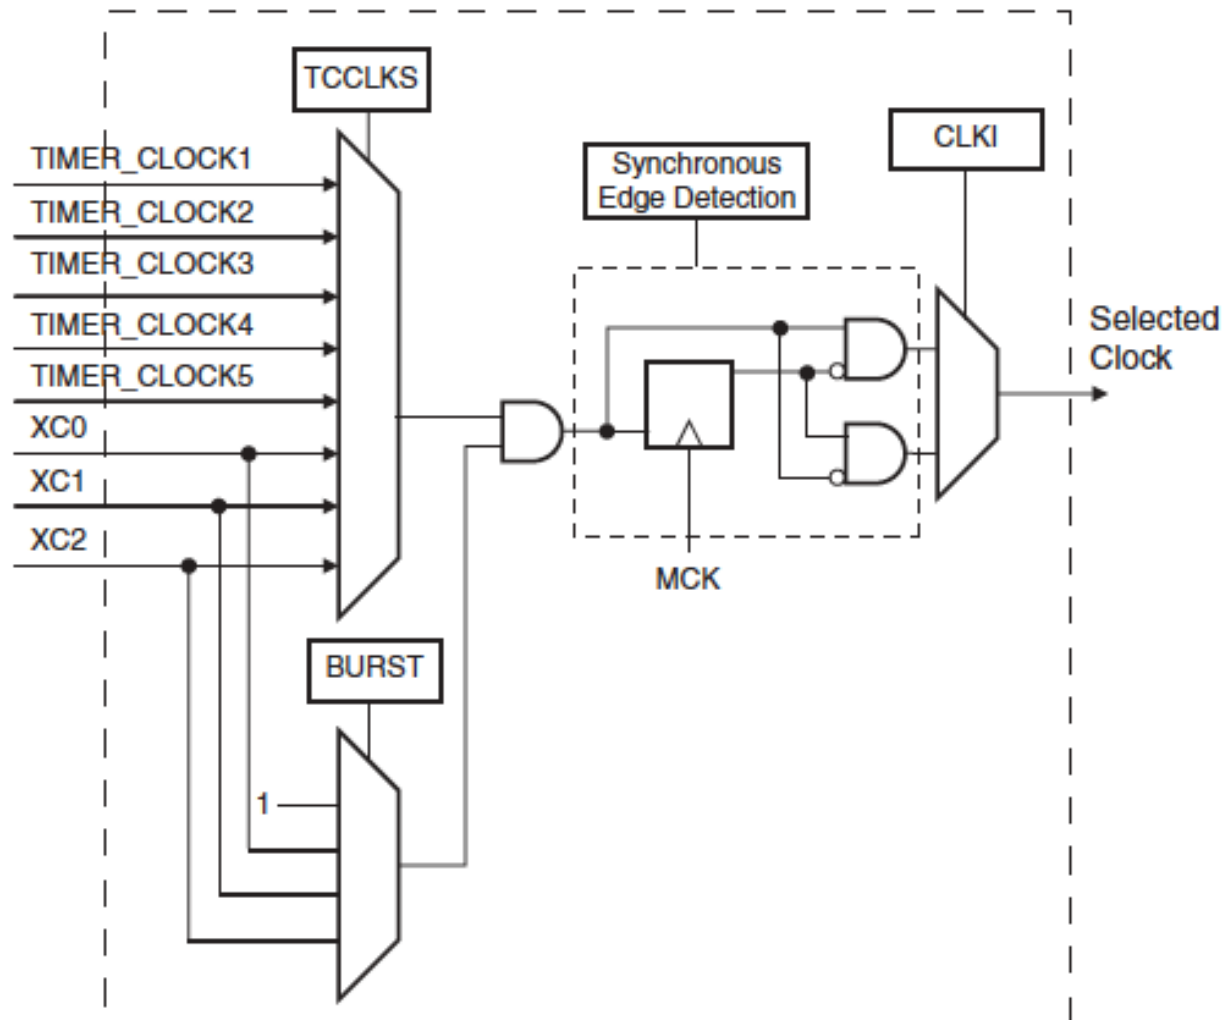 TCCLKS
TIMER_CLOCK1
TIMER_CLOCK2
TIMER_CLOCK3
TIMER_CLOCK4
TIMER_CLOCK5
XC0
XC1
XC2
Synchronous
Edge Detection
CLKI
Selected
Clock
MCK
BURST
1